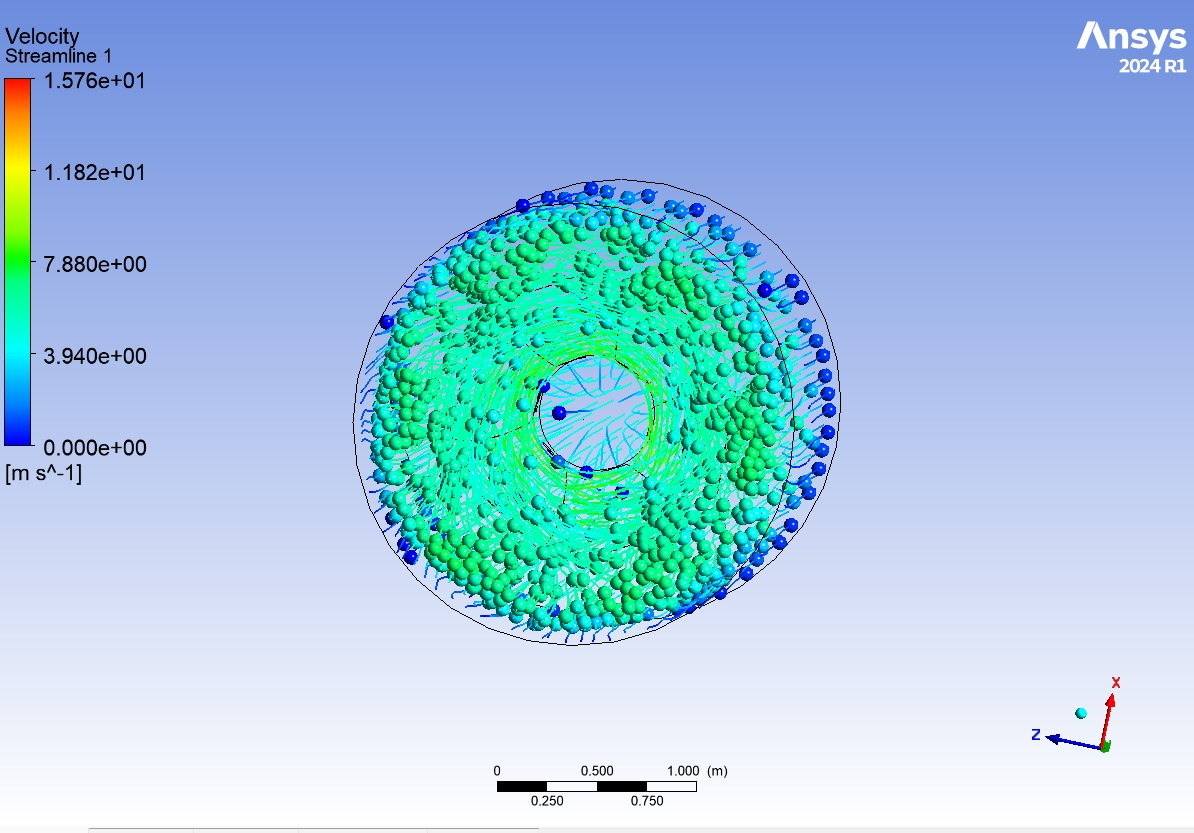 Velocity
Streamline 1
1.576e+01
1.182e+01
7.880e+00
3.940e+00
0.000e+00
[m s^-1]
Ansys
2024 R1
X
Z
0 0.500 1.000 (m)
0.250 0.750